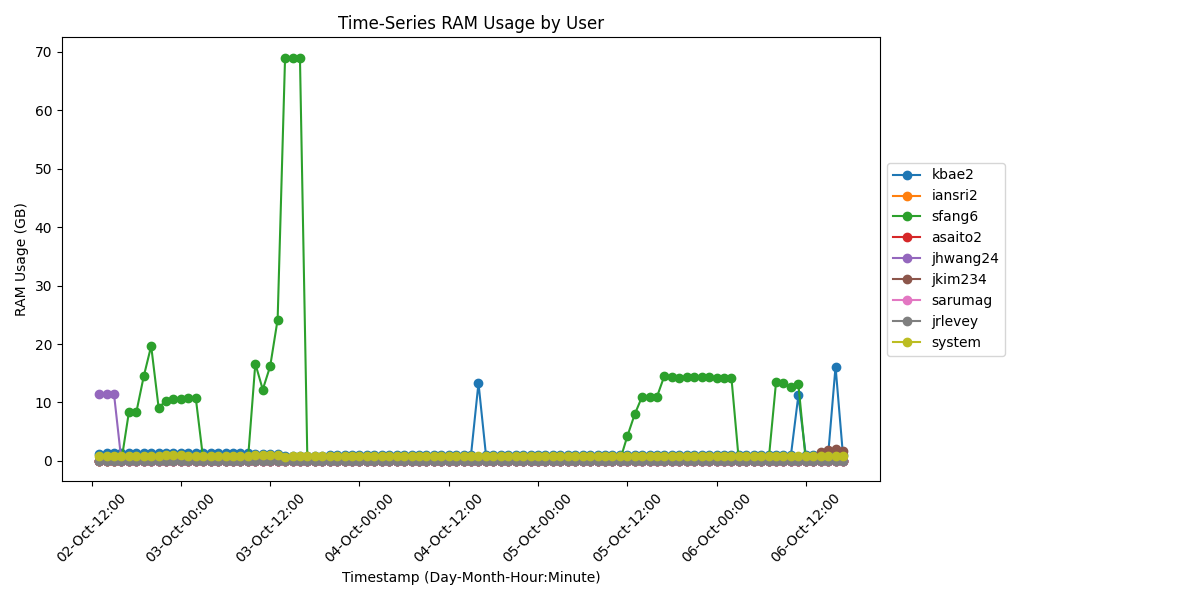 Time-Series RAM Usage by User
RAM Usage (GB)
70
60
50
40
30
20
10
0
02-Oct-12:00
03-Oct-00:00
03-Oct-12:00
04-Oct-00:00
04-Oct-12:00
05-Oct-00:00
05-Oct-12:00
06-Oct-00:00
06-Oct-12:00
Timestamp (Day-Month-Hour:Minute)
kbae2
iansri2
sfang6
asaito2
jhwang24
jkim234
sarumag
jrlevey
system